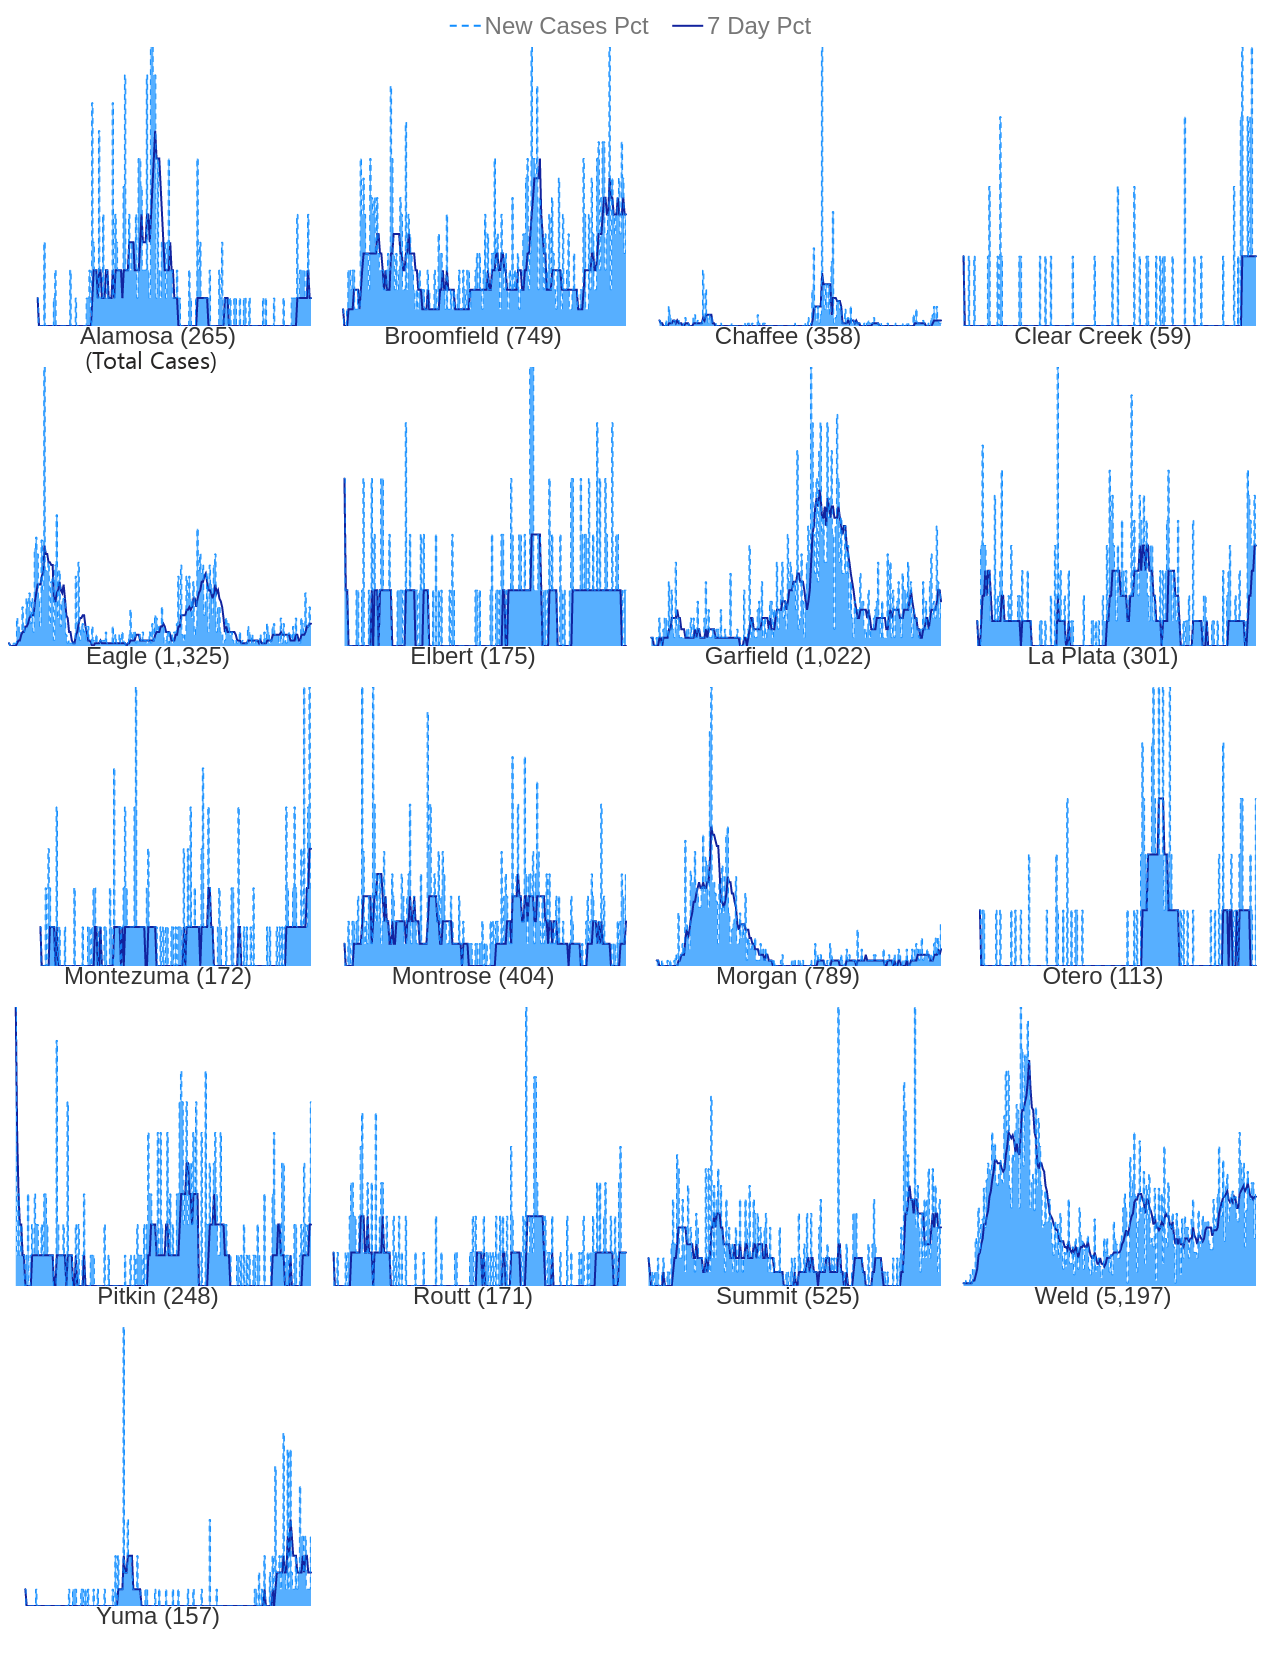 New Cases Pct 7 Day Pct
Alamosa (265) Broomfield (749) Chaffee (358) Clear Creek (59)
(Total Cases)
Eagle (1,325) Elbert (175) Garfield (1,022) La Plata (301)
Montezuma (172) Montrose (404) Morgan (789) Otero (113)
Pitkin (248) Routt (171) Summit (525) Weld (5,197)
Yuma (157)